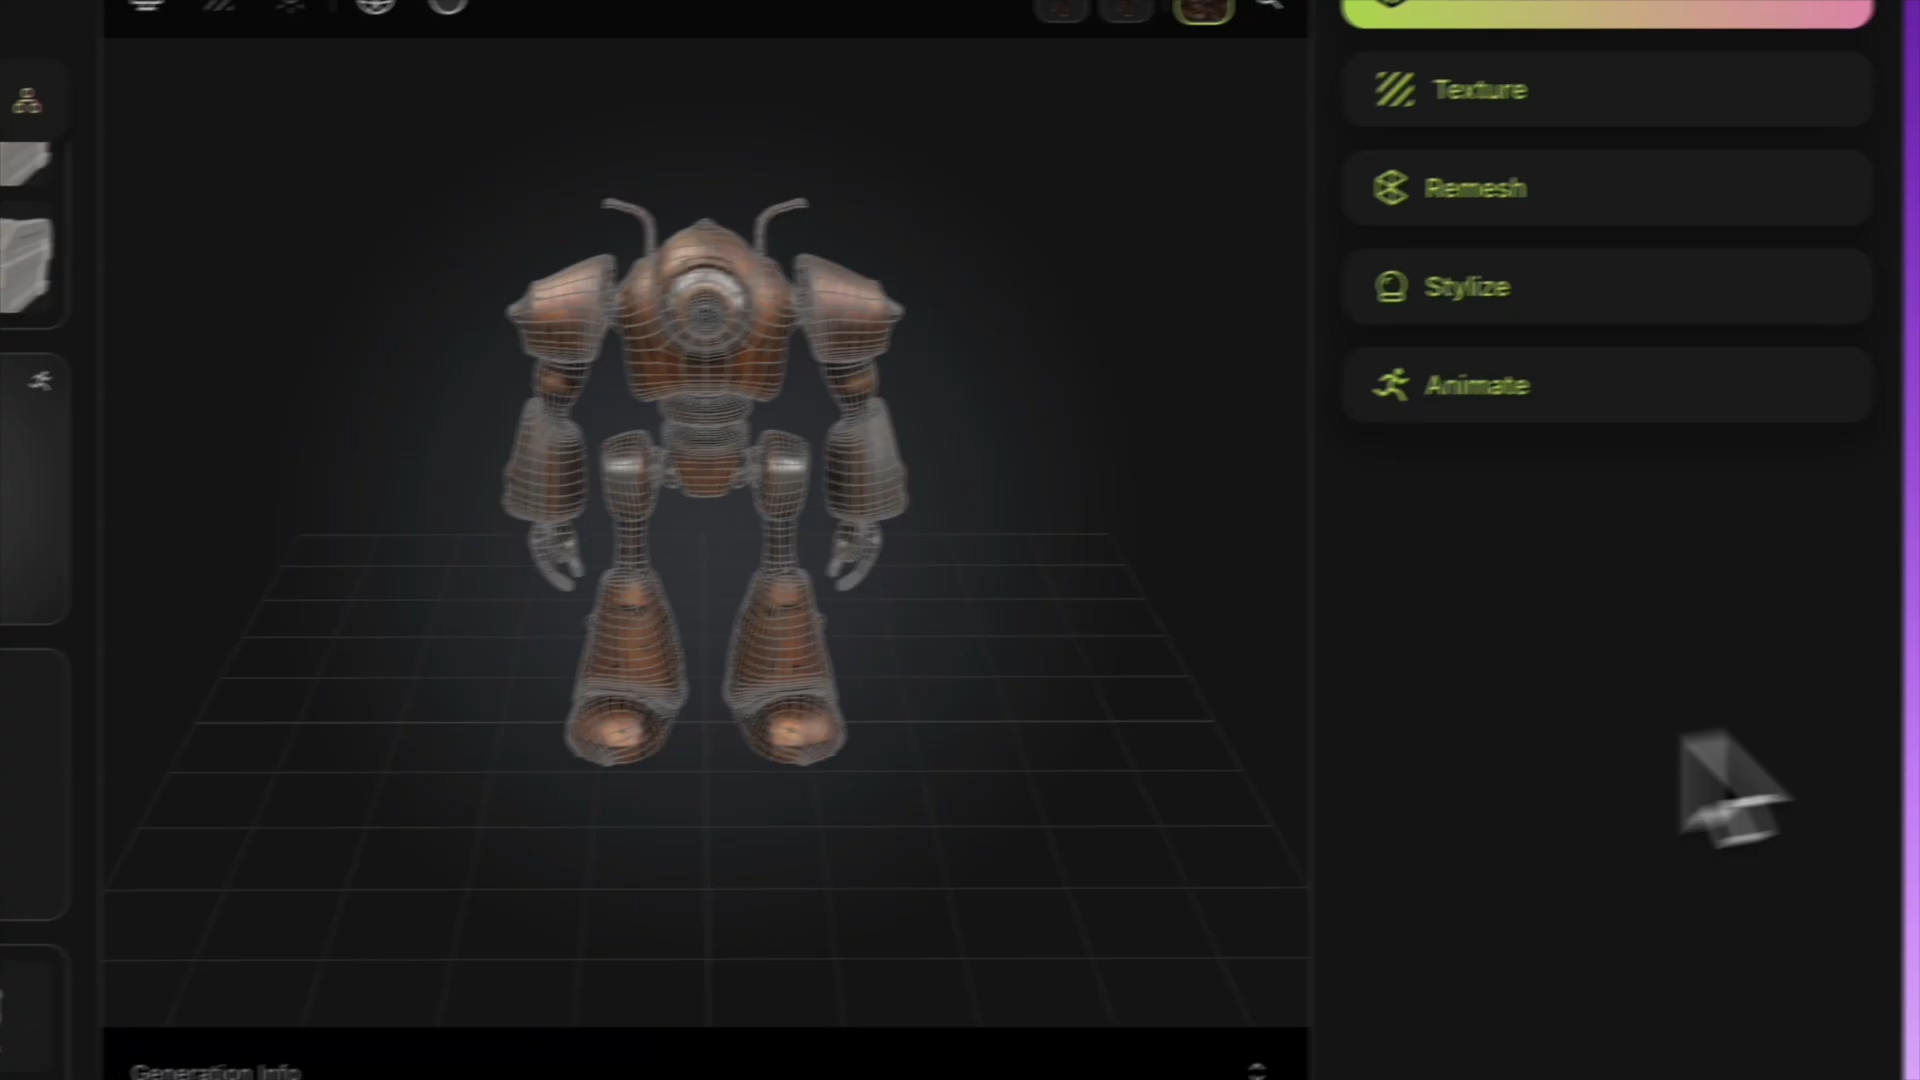 Texture
Remesh
Stylize
Animate
Generation Info